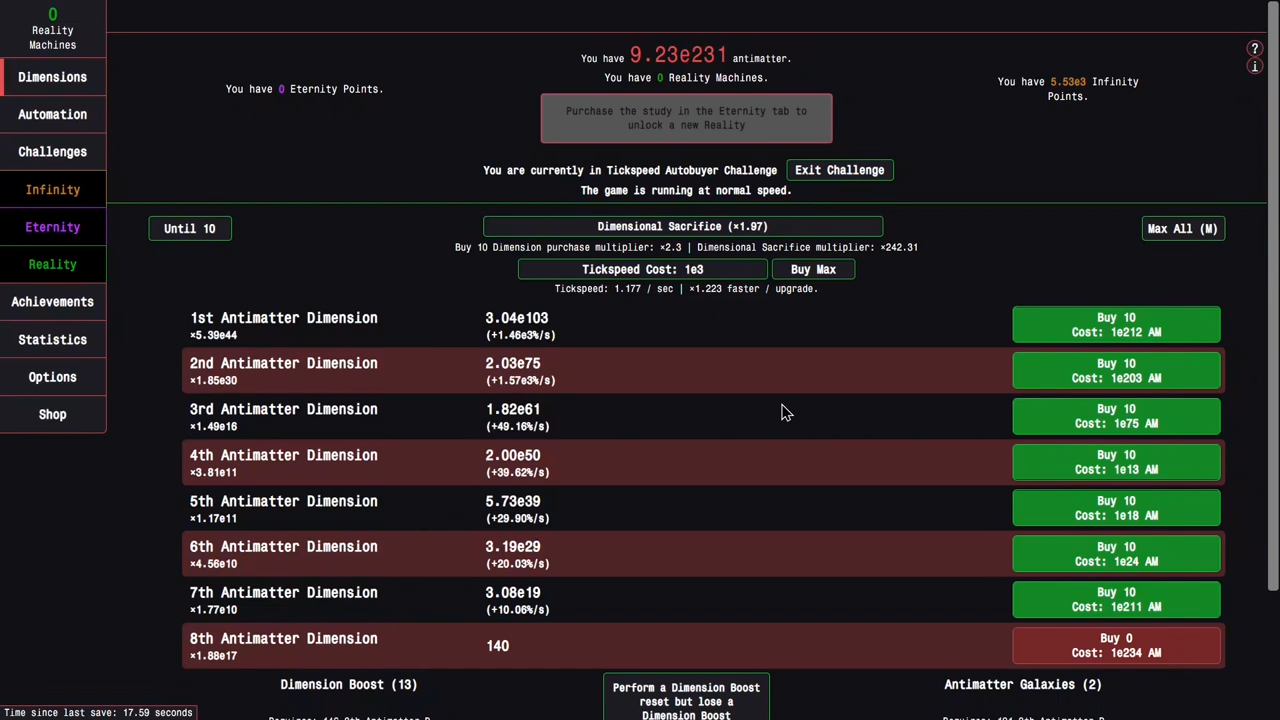 0
Reality
Machines
Dimensions
Automation
Challenges
Infinity
Eternity
Reality
Achievements
Statistics
Options
Shop
You have 9.23e231 antimatter.
You have 0 Reality Machines.
You have 0 Eternity Points.
You have 5.53e3 Infinity
Points.
Purchase the study in the Eternity tab to
unlock a new Reality
?
i
You are currently in Tickspeed Autobuyer Challenge
Exit Challenge
The game is running at normal speed.
Until 10
Dimensional Sacrifice (×1.97)
Max All (M)
Buy 10 Dimension purchase multiplier: ×2.3 | Dimensional Sacrifice multiplier: ×242.31
Tickspeed Cost: 1e3
Buy Max
Tickspeed: 1.177 / sec | ×1.223 faster / upgrade.
1st Antimatter Dimension
×5.39e44
3.04e103
(+1.46e3%/s)
Buy 10
Cost: 1e212 AM
2nd Antimatter Dimension
×1.85e30
2.03e75
(+1.57e3%/s)
Buy 10
Cost: 1e203 AM
3rd Antimatter Dimension
×1.49e16
1.82e61
(+49.16%/s)
Buy 10
Cost: 1e75 AM
4th Antimatter Dimension
×3.81e11
2.00e50
(+39.62%/s)
Buy 10
Cost: 1e13 AM
5th Antimatter Dimension
×1.17e11
5.73e39
(+29.90%/s)
Buy 10
Cost: 1e18 AM
6th Antimatter Dimension
×4.56e10
3.19e29
(+20.03%/s)
Buy 10
Cost: 1e24 AM
7th Antimatter Dimension
×1.77e10
3.08e19
(+10.06%/s)
Buy 10
Cost: 1e211 AM
8th Antimatter Dimension
×1.88e17
140
Buy 0
Cost: 1e234 AM
Dimension Boost (13)
Perform a Dimension Boost
reset but lose a
Dimension Boost
Antimatter Galaxies (2)
Time since last save: 17.59 seconds